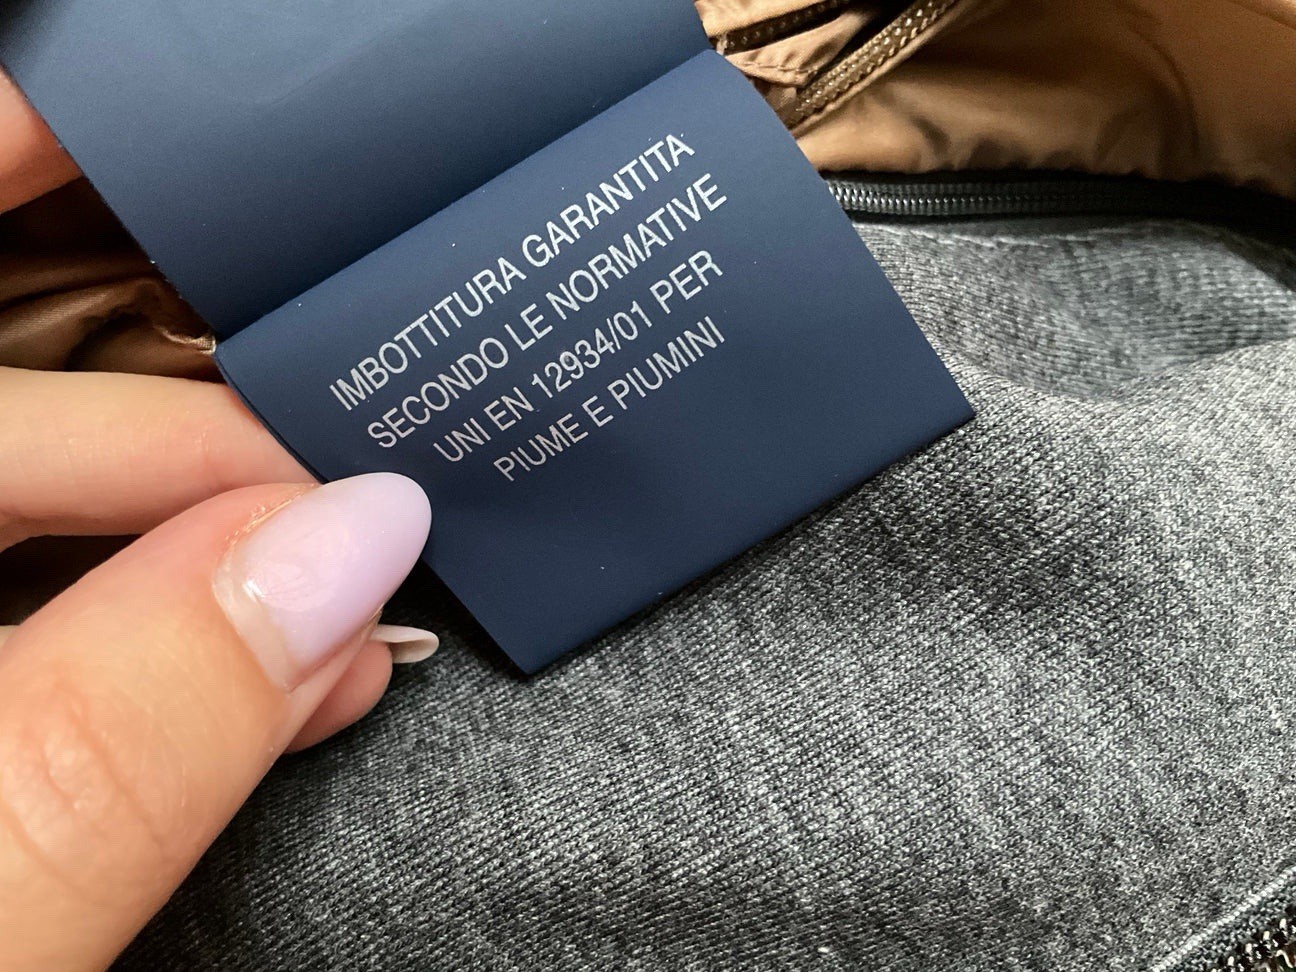 IMBOTTITURA GARANTITA
SECONDO LE NORMATIVE
UNI EN 12934/01 PER
PIUME E PIUMINI